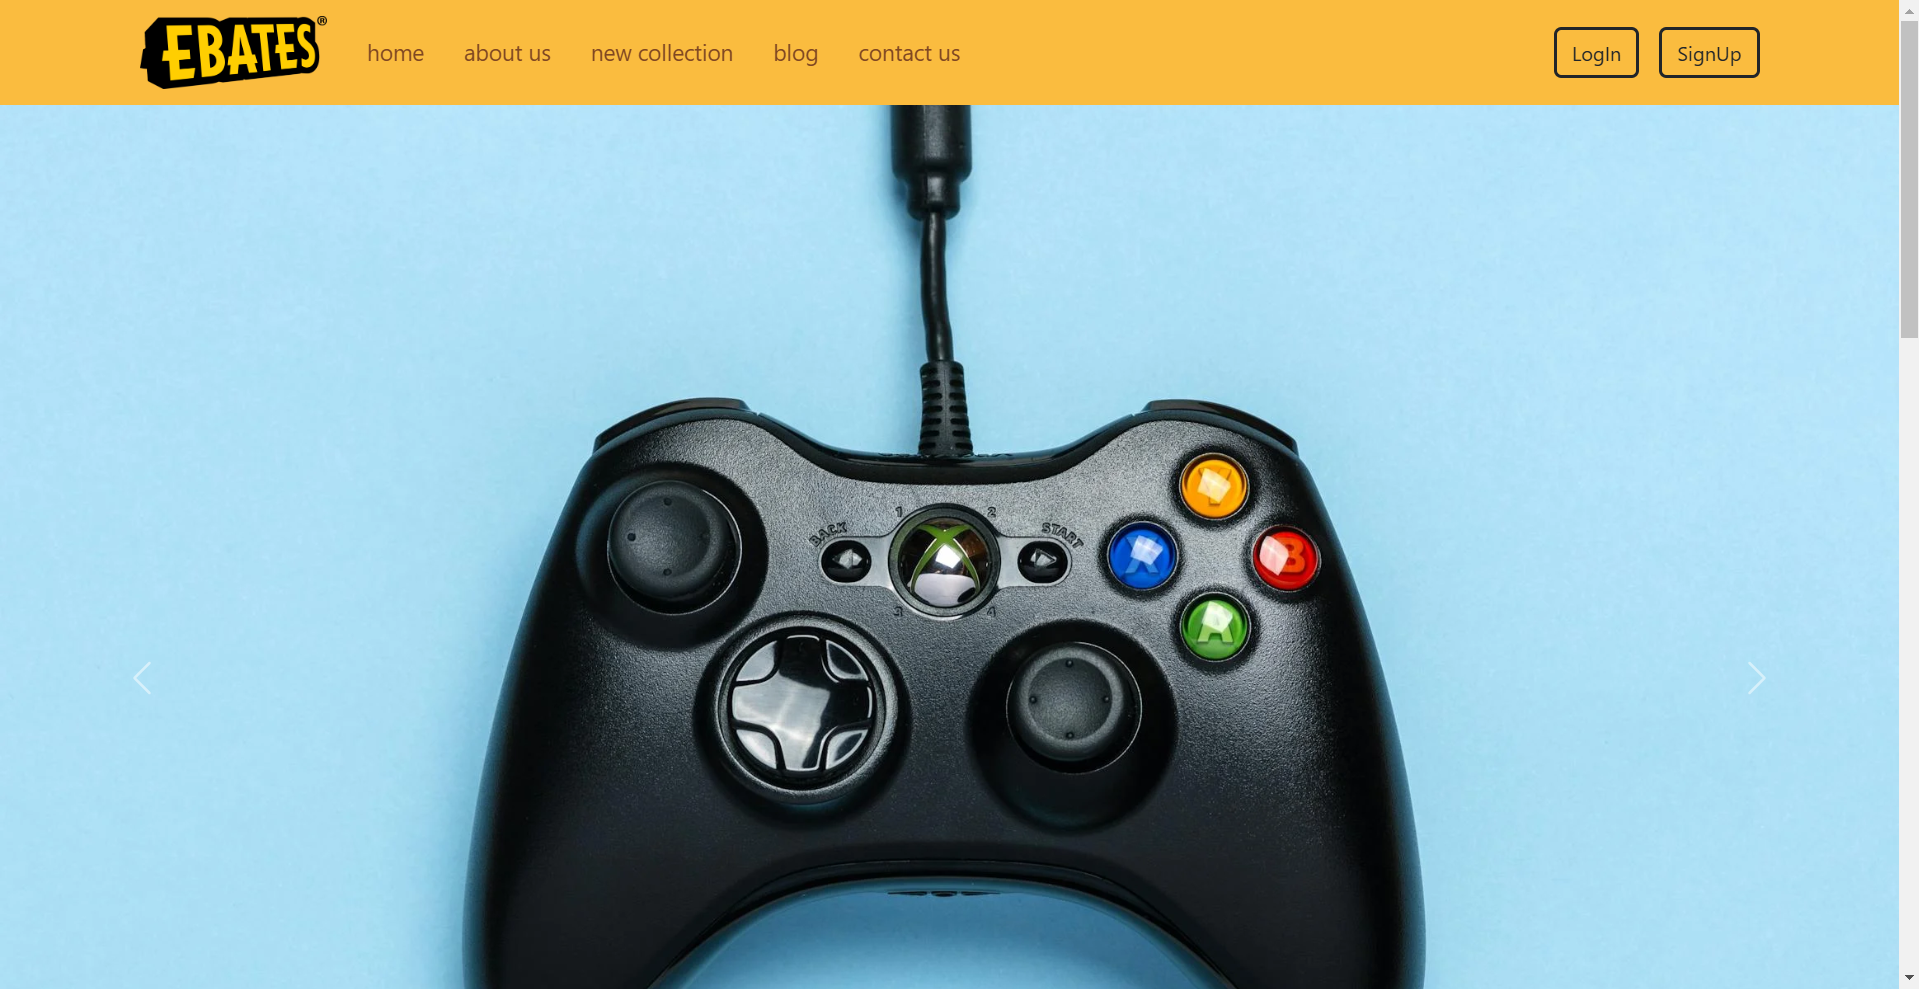 EBATES®
home
about us
new collection
blog
contact us
LogIn
SignUp
1
2
BACK
START
3
4
Y
X
B
A